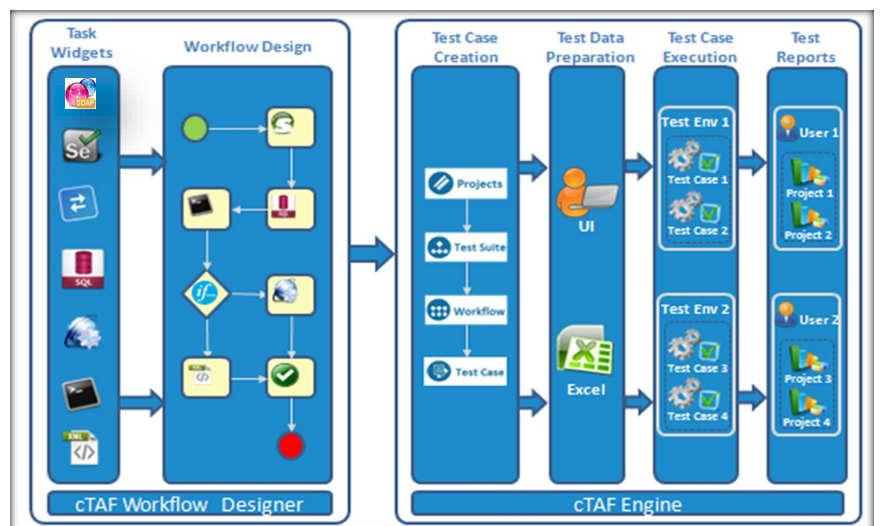 Task
Widgets
Workflow Design
SOAP
Se
SQL
XML
SQL
if...
cTAF Workflow Designer
Test Case
Creation
Test Data
Preparation
Test Case
Execution
Test
Reports
Projects
Test Suite
Workflow
Test Case
UI
Excel
Test Env 1
Test Case 1
Test Case 2
Test Env 2
Test Case 3
Test Case 4
User 1
Project 1
Project 2
User 2
Project 3
Project 4
cTAF Engine